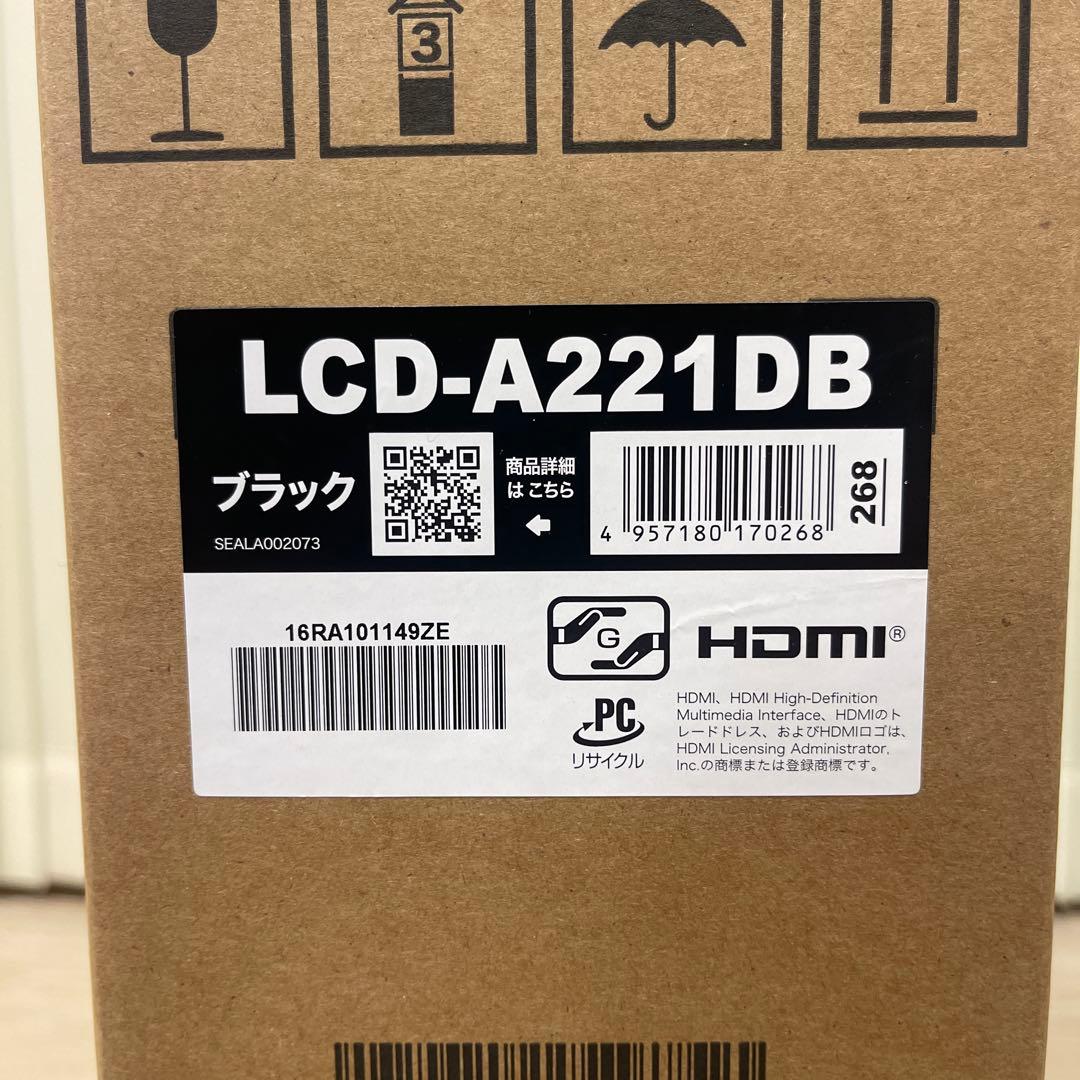 3
LCD-A221DB
ブラック
SEALA002073
商品詳細
はこちら
4 957180 170268
268
16RA101149ZE
G
HDMI®
PC
リサイクル
HDMI、HDMI High-Definition
Multimedia Interface、HDMIのト
レードドレス、およびHDMIロゴは、
HDMI Licensing Administrator,
Inc.の商標または登録商標です。